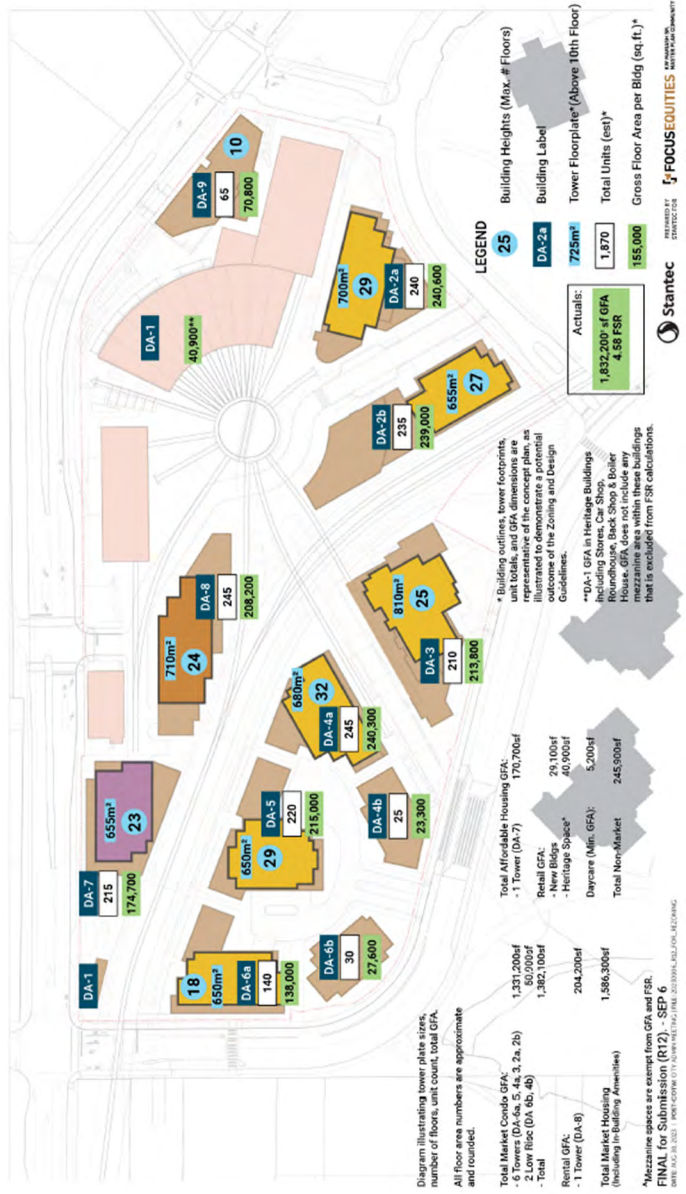 DA-1
DA-7
215
174,700
655m²
23
710m²
24
DA-8
245
208,200
DA-1
40,900**
DA-9
65
70,800
10
18
650m²
DA-6a
140
138,000
650m²
29
DA-5
220
215,000
680m²
32
DA-4a
245
240,300
DA-6b
30
27,600
DA-4b
25
23,300
810m²
25
DA-3
210
213,800
DA-2b
235
239,000
655m²
27
700m²
29
DA-2a
240
240,600
LEGEND
25
Building Heights (Max. # Floors)
DA-2a
Building Label
725m²
Tower Floorplate* (Above 10th Floor)
1,870
Total Units (est)*
155,000
Gross Floor Area per Bldg (sq.ft.)*
Actuals:
1,832,200' sf GFA
4.58 FSR
* Building outlines, tower footprints,
unit totals, and GFA dimensions are
representative of the concept plan, as
illustrated to demonstrate a potential
outcome of the Zoning and Design
Guidelines.
**DA-1 GFA in Heritage Buildings
including Stores, Car Shop,
Roundhouse, Back Shop & Boiler
House. GFA does not include any
mezzanine area within these buildings
that is excluded from FSR calculations.
Diagram illustrating tower plate sizes,
number of floors, unit count, total GFA.
All floor area numbers are approximate
and rounded.
Total Market Condo GFA:
- 6 Towers (DA-6a, 5, 4a, 3, 2a, 2b) 1,331,200sf
2 Low Rise (DA 6b, 4b) 50,900sf
- Total 1,382,100sf
Rental GFA:
- 1 Tower (DA-8) 204,200sf
Total Market Housing 1,586,300sf
(Including In-Building Amenities)
Total Affordable Housing GFA:
- 1 Tower (DA-7) 170,700sf
Retail GFA:
- New Bldgs 29,100sf
- Heritage Space* 40,900sf
Daycare (Min. GFA): 5,200sf
Total Non-Market 245,900sf
*Mezzanine spaces are exempt from GFA and FSR.
FINAL for Submission (R12). - SEP 6
Stantec
PREPARED BY
STANTEC FOR
FOCUSEQUITIES
MASTER PLAN COMMUNITY